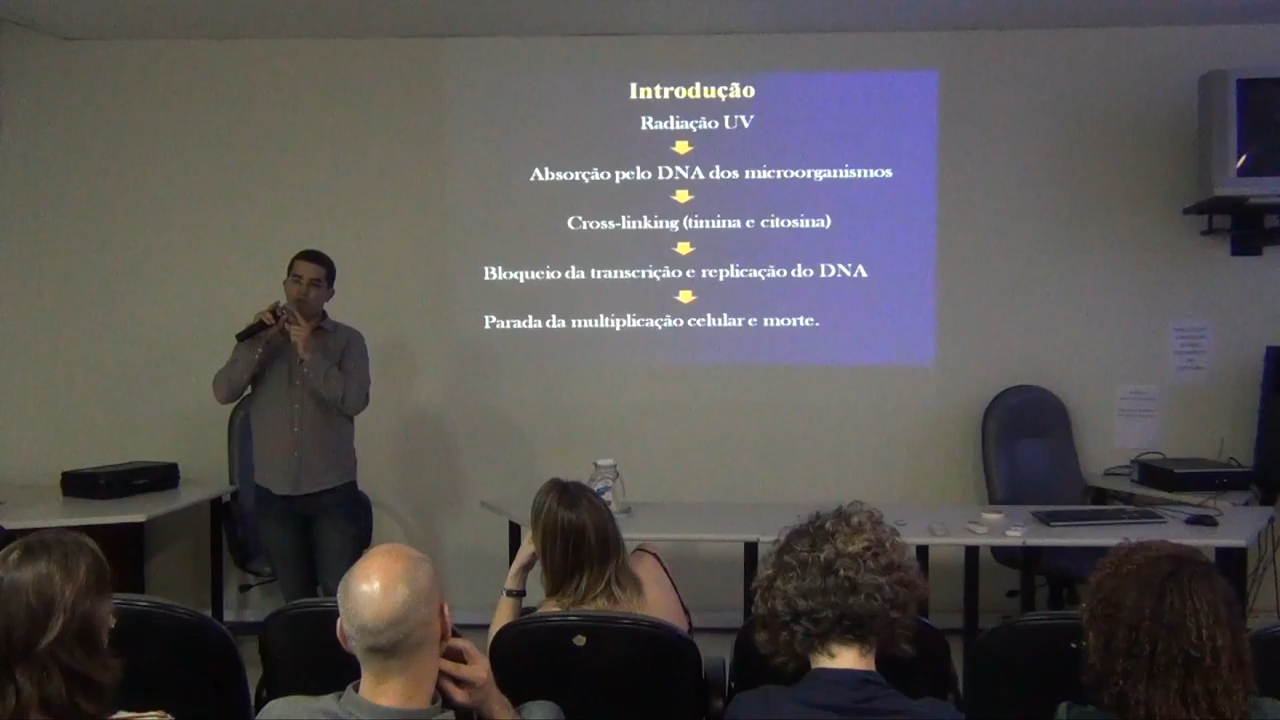 Introdução
Radiação UV
Absorção pelo DNA dos microorganismos
Cross-linking (timina e citosina)
Bloqueio da transcrição e replicação do DNA
Parada da multiplicação celular e morte.